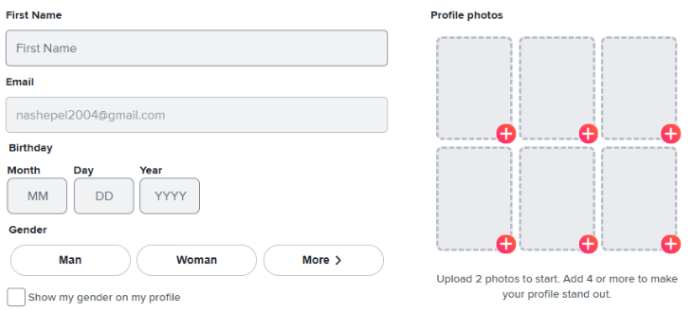 First Name
First Name
Email
nashepel2004@gmail.com
Birthday
Month Day Year
MM DD YYYY
Gender
Man Woman More >
Show my gender on my profile
Profile photos
Upload 2 photos to start. Add 4 or more to make
your profile stand out.